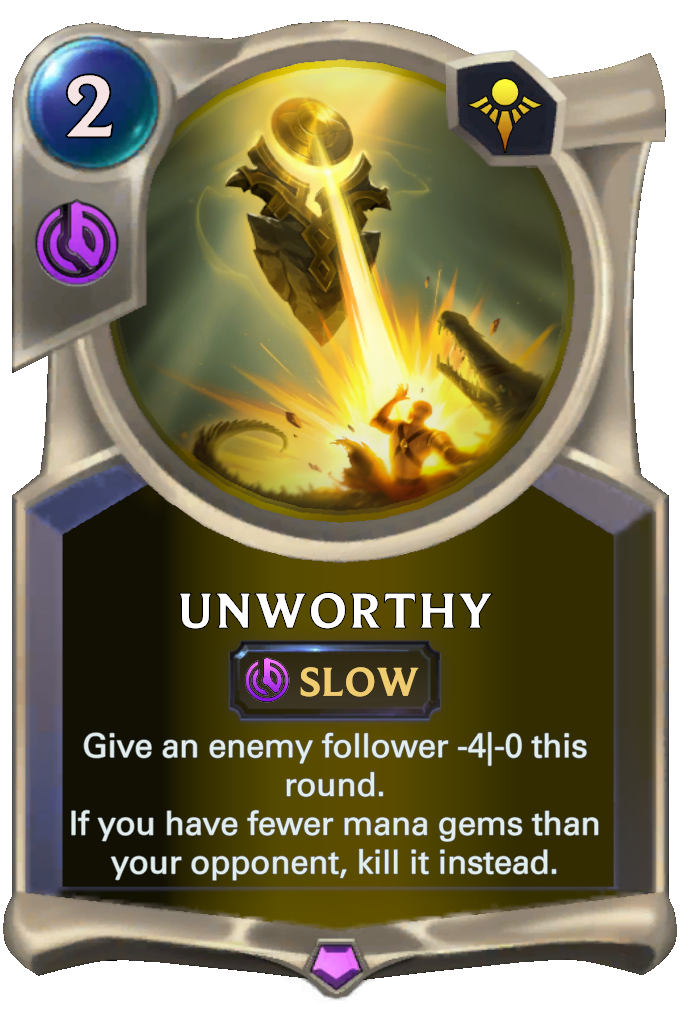 2
UNWORTHY
SLOW
Give an enemy follower -4|-0 this
round.
If you have fewer mana gems than
your opponent, kill it instead.